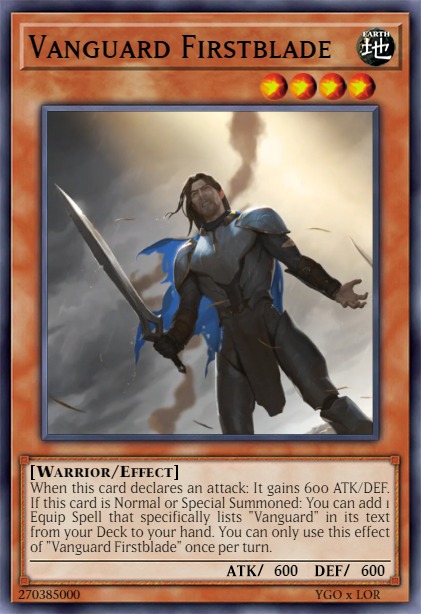 Vanguard Firstblade
EARTH
地
[Warrior/Effect]
When this card declares an attack: It gains 600 ATK/DEF.
If this card is Normal or Special Summoned: You can add 1
Equip Spell that specifically lists "Vanguard" in its text
from your Deck to your hand. You can only use this effect
of "Vanguard Firstblade" once per turn.
ATK/ 600 DEF/ 600
270385000 YGO x LOR